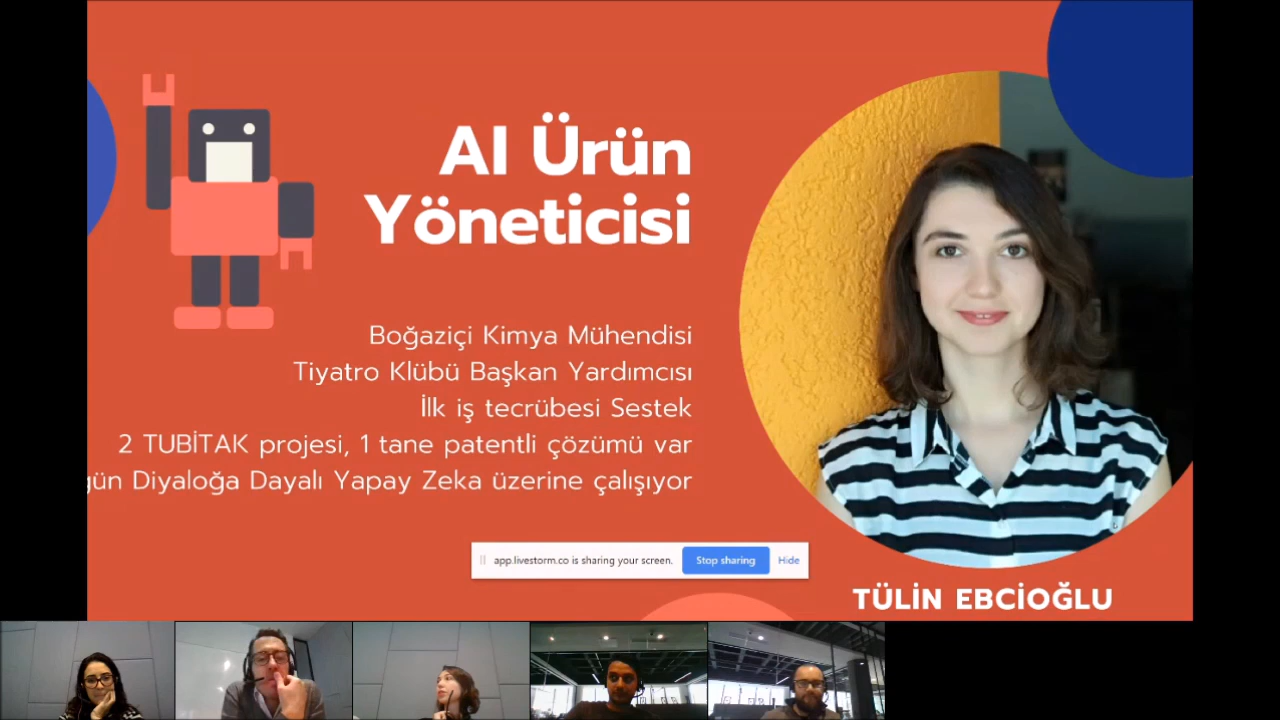 AI Ürün
Yöneticisi
Boğaziçi Kimya Mühendisi
Tiyatro Klübü Başkan Yardımcısı
İlk iş tecrübesi Sestek
2 TUBİTAK projesi, 1 tane patentli çözümü var
Diyaloğa Dayalı Yapay Zeka üzerine çalışıyor
app.livestorm.co is sharing your screen. Stop sharing Hide
TÜLİN EBCİOĞLU